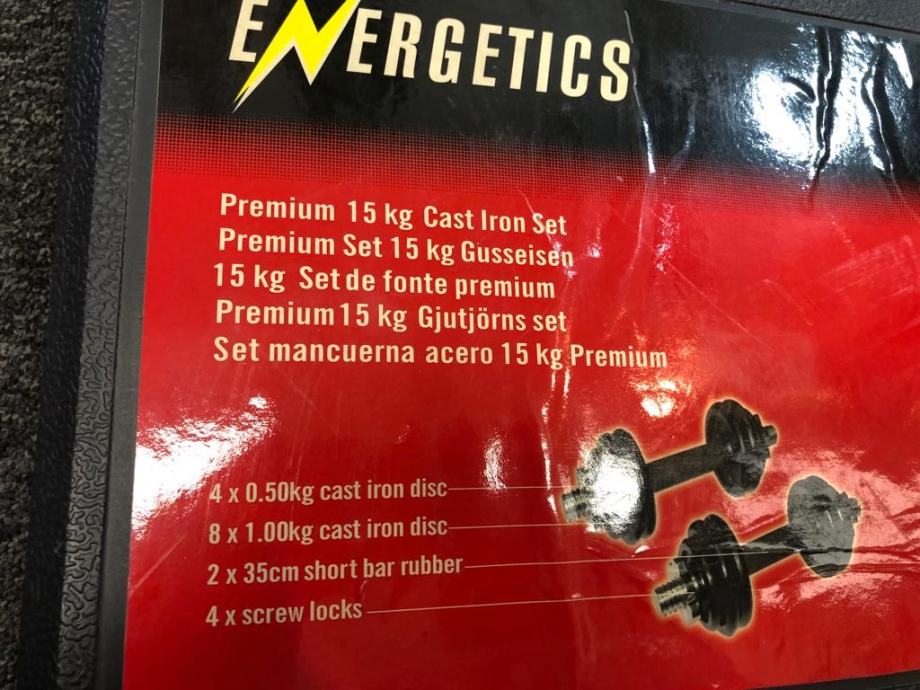 ENERGETICS
Premium 15 kg Cast Iron Set
Premium Set 15 kg Gusseisen
15 kg Set de fonte premium
Premium 15 kg Gjutjörns set
Set mancuerna acero 15 kg Premium
4 x 0.50kg cast iron disc
8 x 1.00kg cast iron disc
2 x 35cm short bar rubber
4 x screw locks